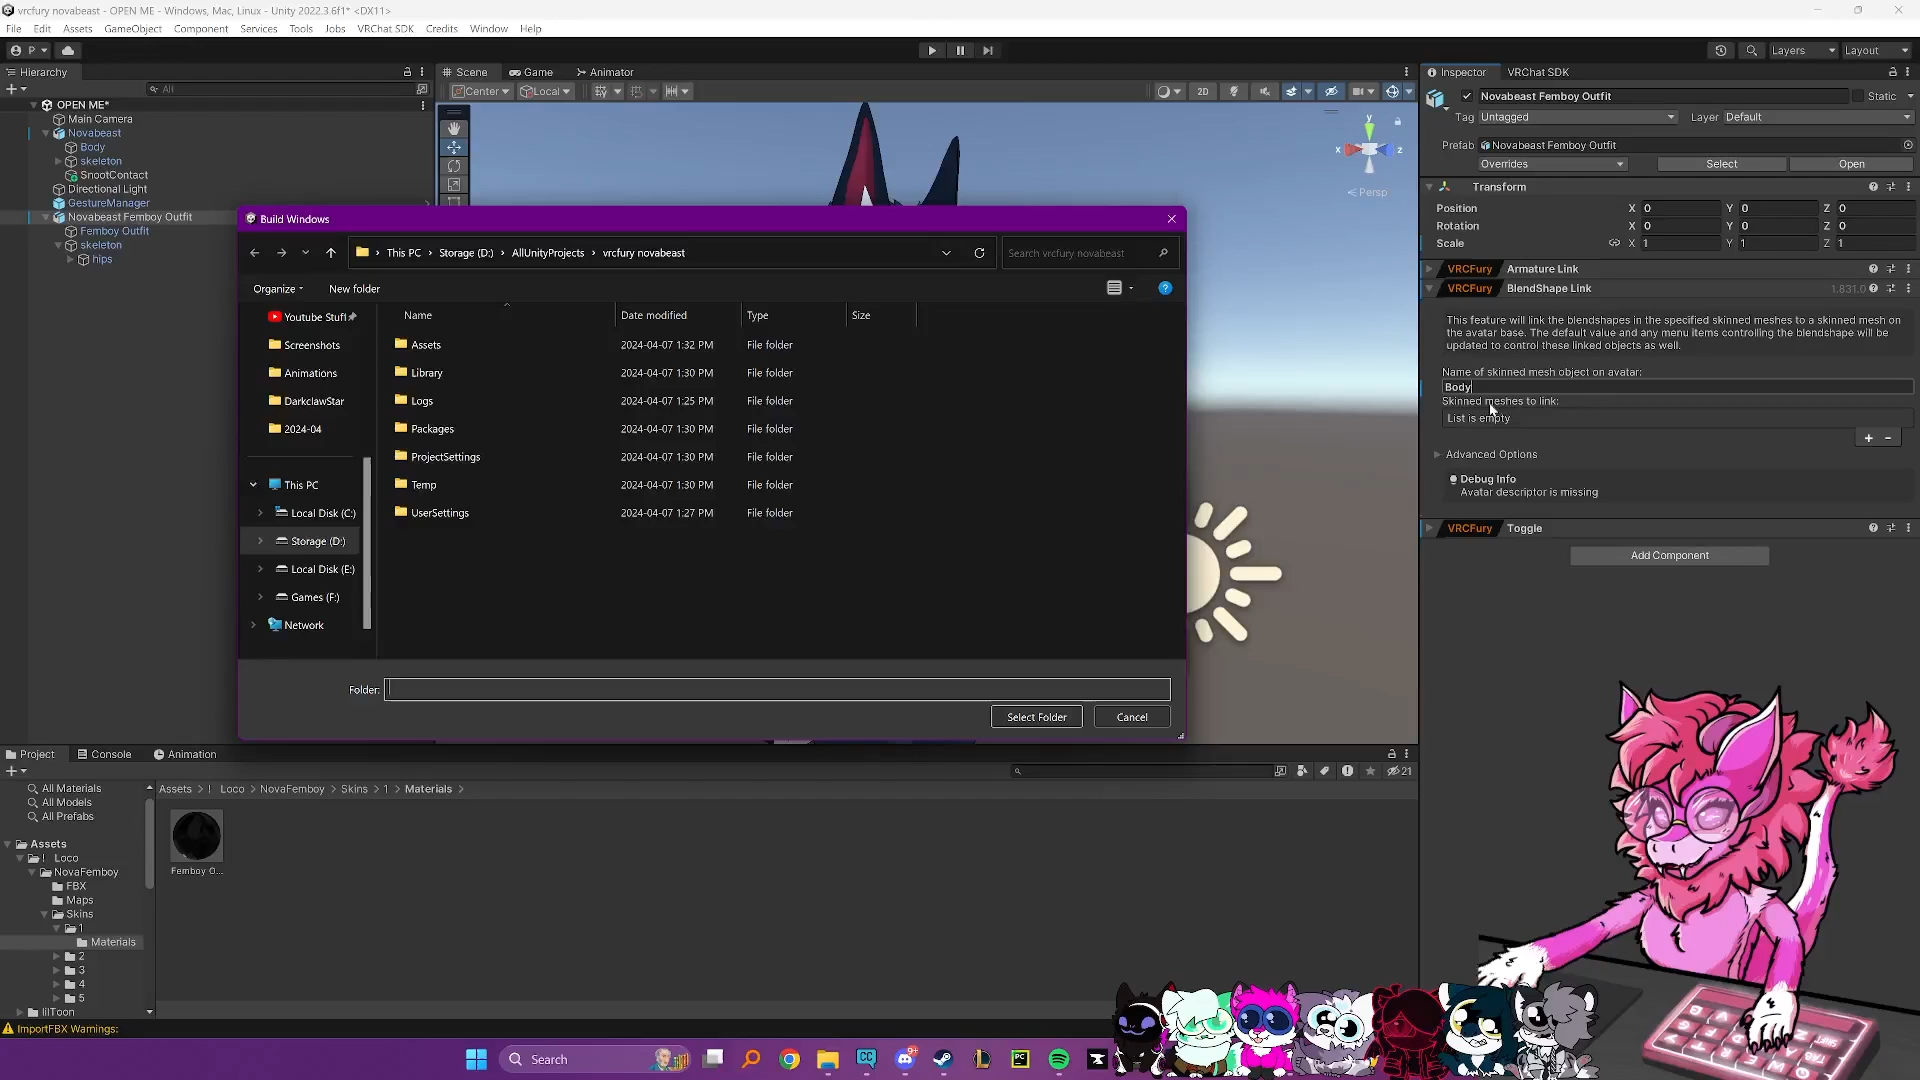 vrcfury novabeast - OPEN ME - Windows, Mac, Linux - Unity 2022.3.6f1* <DX11>
File Edit Assets GameObject Component Services Tools Jobs VRChat SDK Credits Window Help
P Layers Layout
Hierarchy
All
OPEN ME*
Main Camera
Novabeast
Body
skeleton
SnootContact
Directional Light
GestureManager
Novabeast Femboy Outfit
Femboy Outfit
skeleton
hips
Scene Game Animator
Center Local 2D
y
x z
Persp
Build Windows
This PC > Storage (D:) > AllUnityProjects > vrcfury novabeast
Search vrcfury novabeast
Organize New folder
Youtube Stuf
Screenshots
Animations
DarkclawStar
2024-04
This PC
Local Disk (C:)
Storage (D:)
Local Disk (E:)
Games (F:)
Network
Name Date modified Type Size
Assets 2024-04-07 1:32 PM File folder
Library 2024-04-07 1:30 PM File folder
Logs 2024-04-07 1:25 PM File folder
Packages 2024-04-07 1:30 PM File folder
ProjectSettings 2024-04-07 1:30 PM File folder
Temp 2024-04-07 1:30 PM File folder
UserSettings 2024-04-07 1:27 PM File folder
Folder:
Select Folder Cancel
Inspector VRChat SDK
Novabeast Femboy Outfit Static
Tag Untagged Layer Default
Prefab Novabeast Femboy Outfit
Overrides Select Open
Transform
Position X 0 Y 0 Z 0
Rotation X 0 Y 0 Z 0
Scale X 1 Y 1 Z 1
VRCFury Armature Link
VRCFury BlendShape Link 1.831.0
This feature will link the blendshapes in the specified skinned meshes to a skinned mesh on
the avatar base. The default value and any menu items controlling the blendshape will be
updated to control these linked objects as well.
Name of skinned mesh object on avatar:
Body
Skinned meshes to link:
List is empty
+ -
Advanced Options
Debug Info
Avatar descriptor is missing
VRCFury Toggle
Add Component
Project Console Animation
21
All Materials
All Models
All Prefabs
Assets
! Loco
NovaFemboy
FBX
Maps
Skins
1
Materials
2
3
4
5
lilToon
Assets > ! Loco > NovaFemboy > Skins > 1 > Materials >
Femboy O...
ImportFBX Warnings:
Search